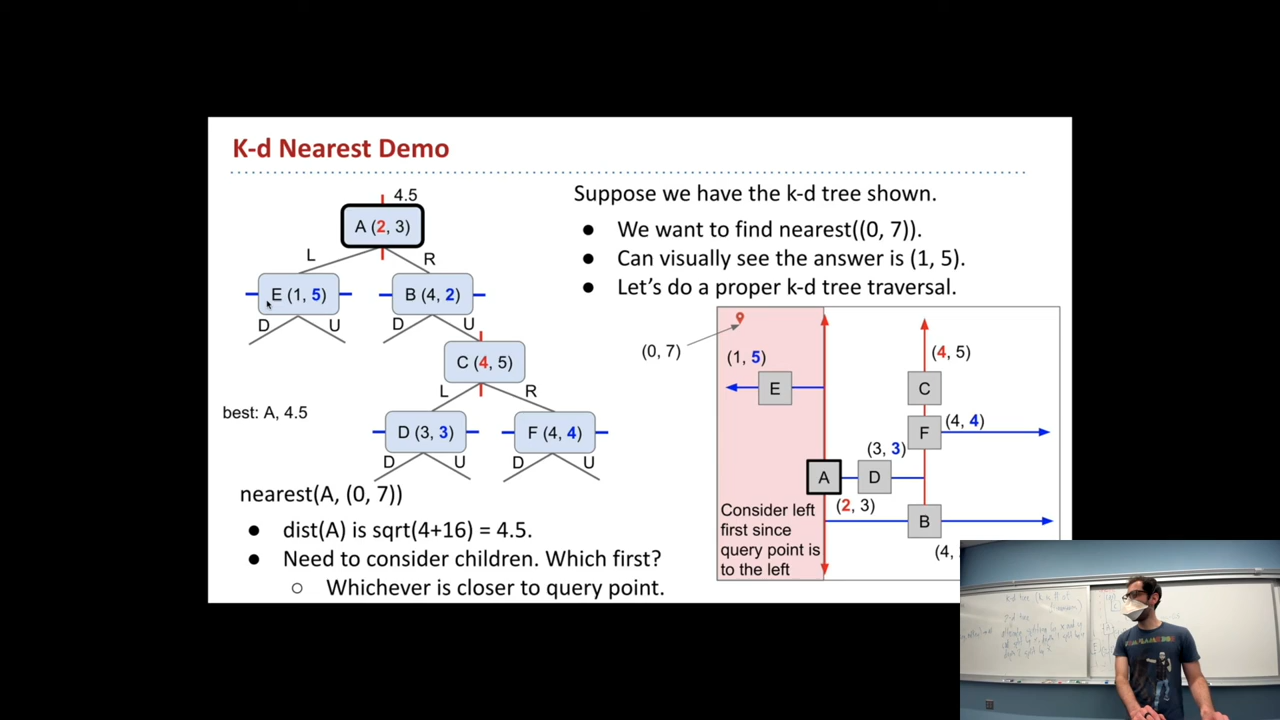 K-d Nearest Demo
4.5
A (2, 3)
L
R
E (1, 5)
B (4, 2)
D
U
D
U
C (4, 5)
L
R
best: A, 4.5
D (3, 3)
F (4, 4)
D
U
D
U
nearest(A, (0, 7))
● dist(A) is sqrt(4+16) = 4.5.
● Need to consider children. Which first?
○ Whichever is closer to query point.
Suppose we have the k-d tree shown.
● We want to find nearest((0, 7)).
● Can visually see the answer is (1, 5).
● Let's do a proper k-d tree traversal.
(0, 7)
(1, 5)
E
(4, 5)
C
F
(4, 4)
(3, 3)
A
D
(2, 3)
B
(4,
Consider left
first since
query point is
to the left
k-d tree